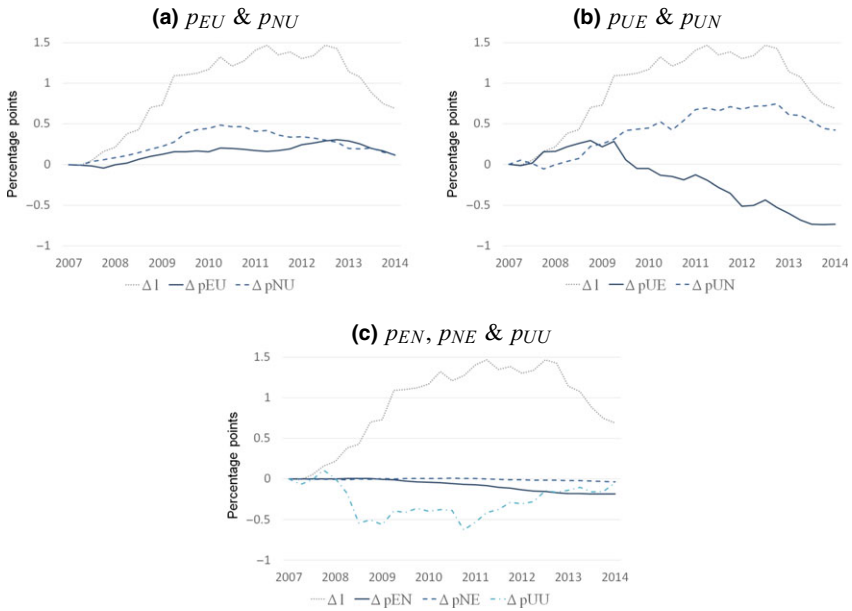 (a) pEU & pNU
Percentage points
1.5
1
0.5
0
−0.5
−1
2007 2008 2009 2010 2011 2012 2013 2014
Δ I Δ pEU Δ pNU
(b) pUE & pUN
Percentage points
1.5
1
0.5
0
−0.5
−1
2007 2008 2009 2010 2011 2012 2013 2014
Δ I Δ pUE Δ pUN
(c) pEN, pNE & pUU
Percentage points
1.5
1
0.5
0
−0.5
−1
2007 2008 2009 2010 2011 2012 2013 2014
Δ I Δ pEN Δ pNE Δ pUU